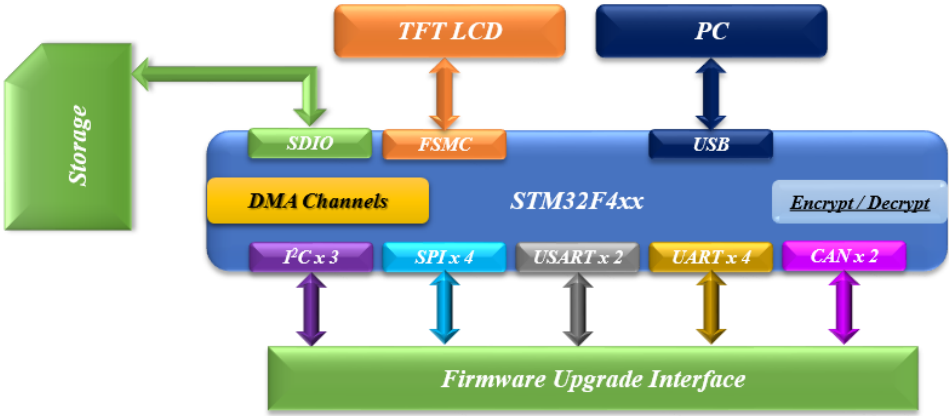 TFT LCD
PC
Storage
SDIO
FSMC
USB
DMA Channels
STM32F4xx
Encrypt / Decrypt
I²C x 3
SPI x 4
USART x 2
UART x 4
CAN x 2
Firmware Upgrade Interface